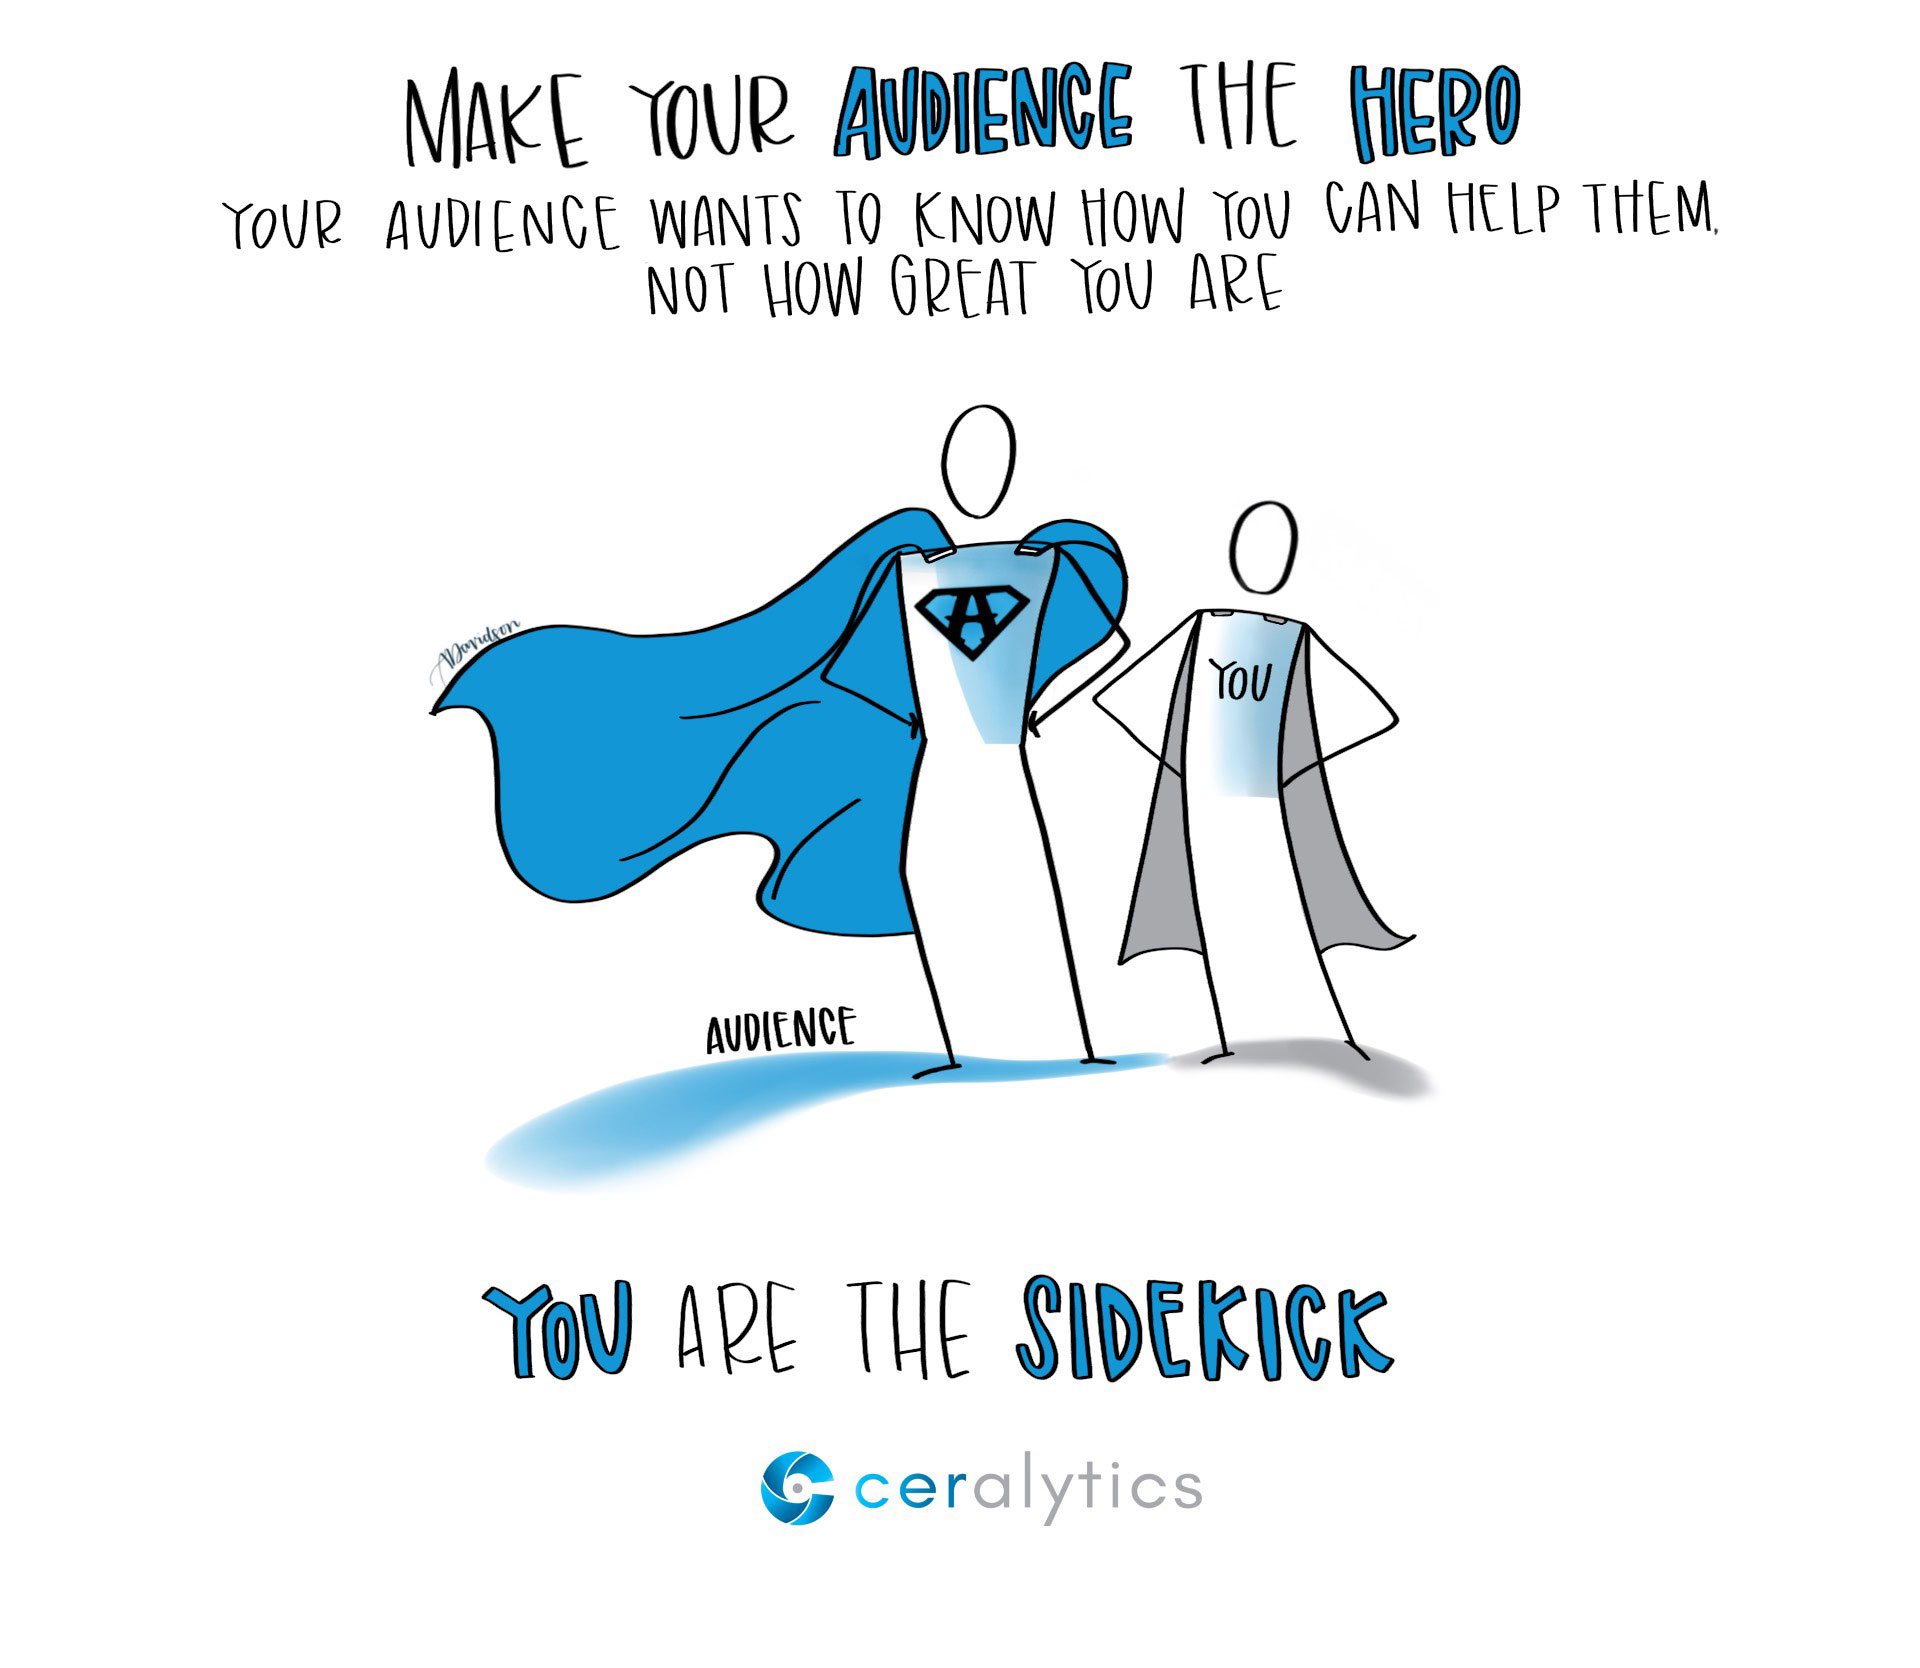 MAKE YOUR AUDIENCE THE HERO
YOUR AUDIENCE WANTS TO KNOW HOW YOU CAN HELP THEM,
NOT HOW GREAT YOU ARE
ADavidson
A
YOU
AUDIENCE
YOU ARE THE SIDEKICK
ceralytics